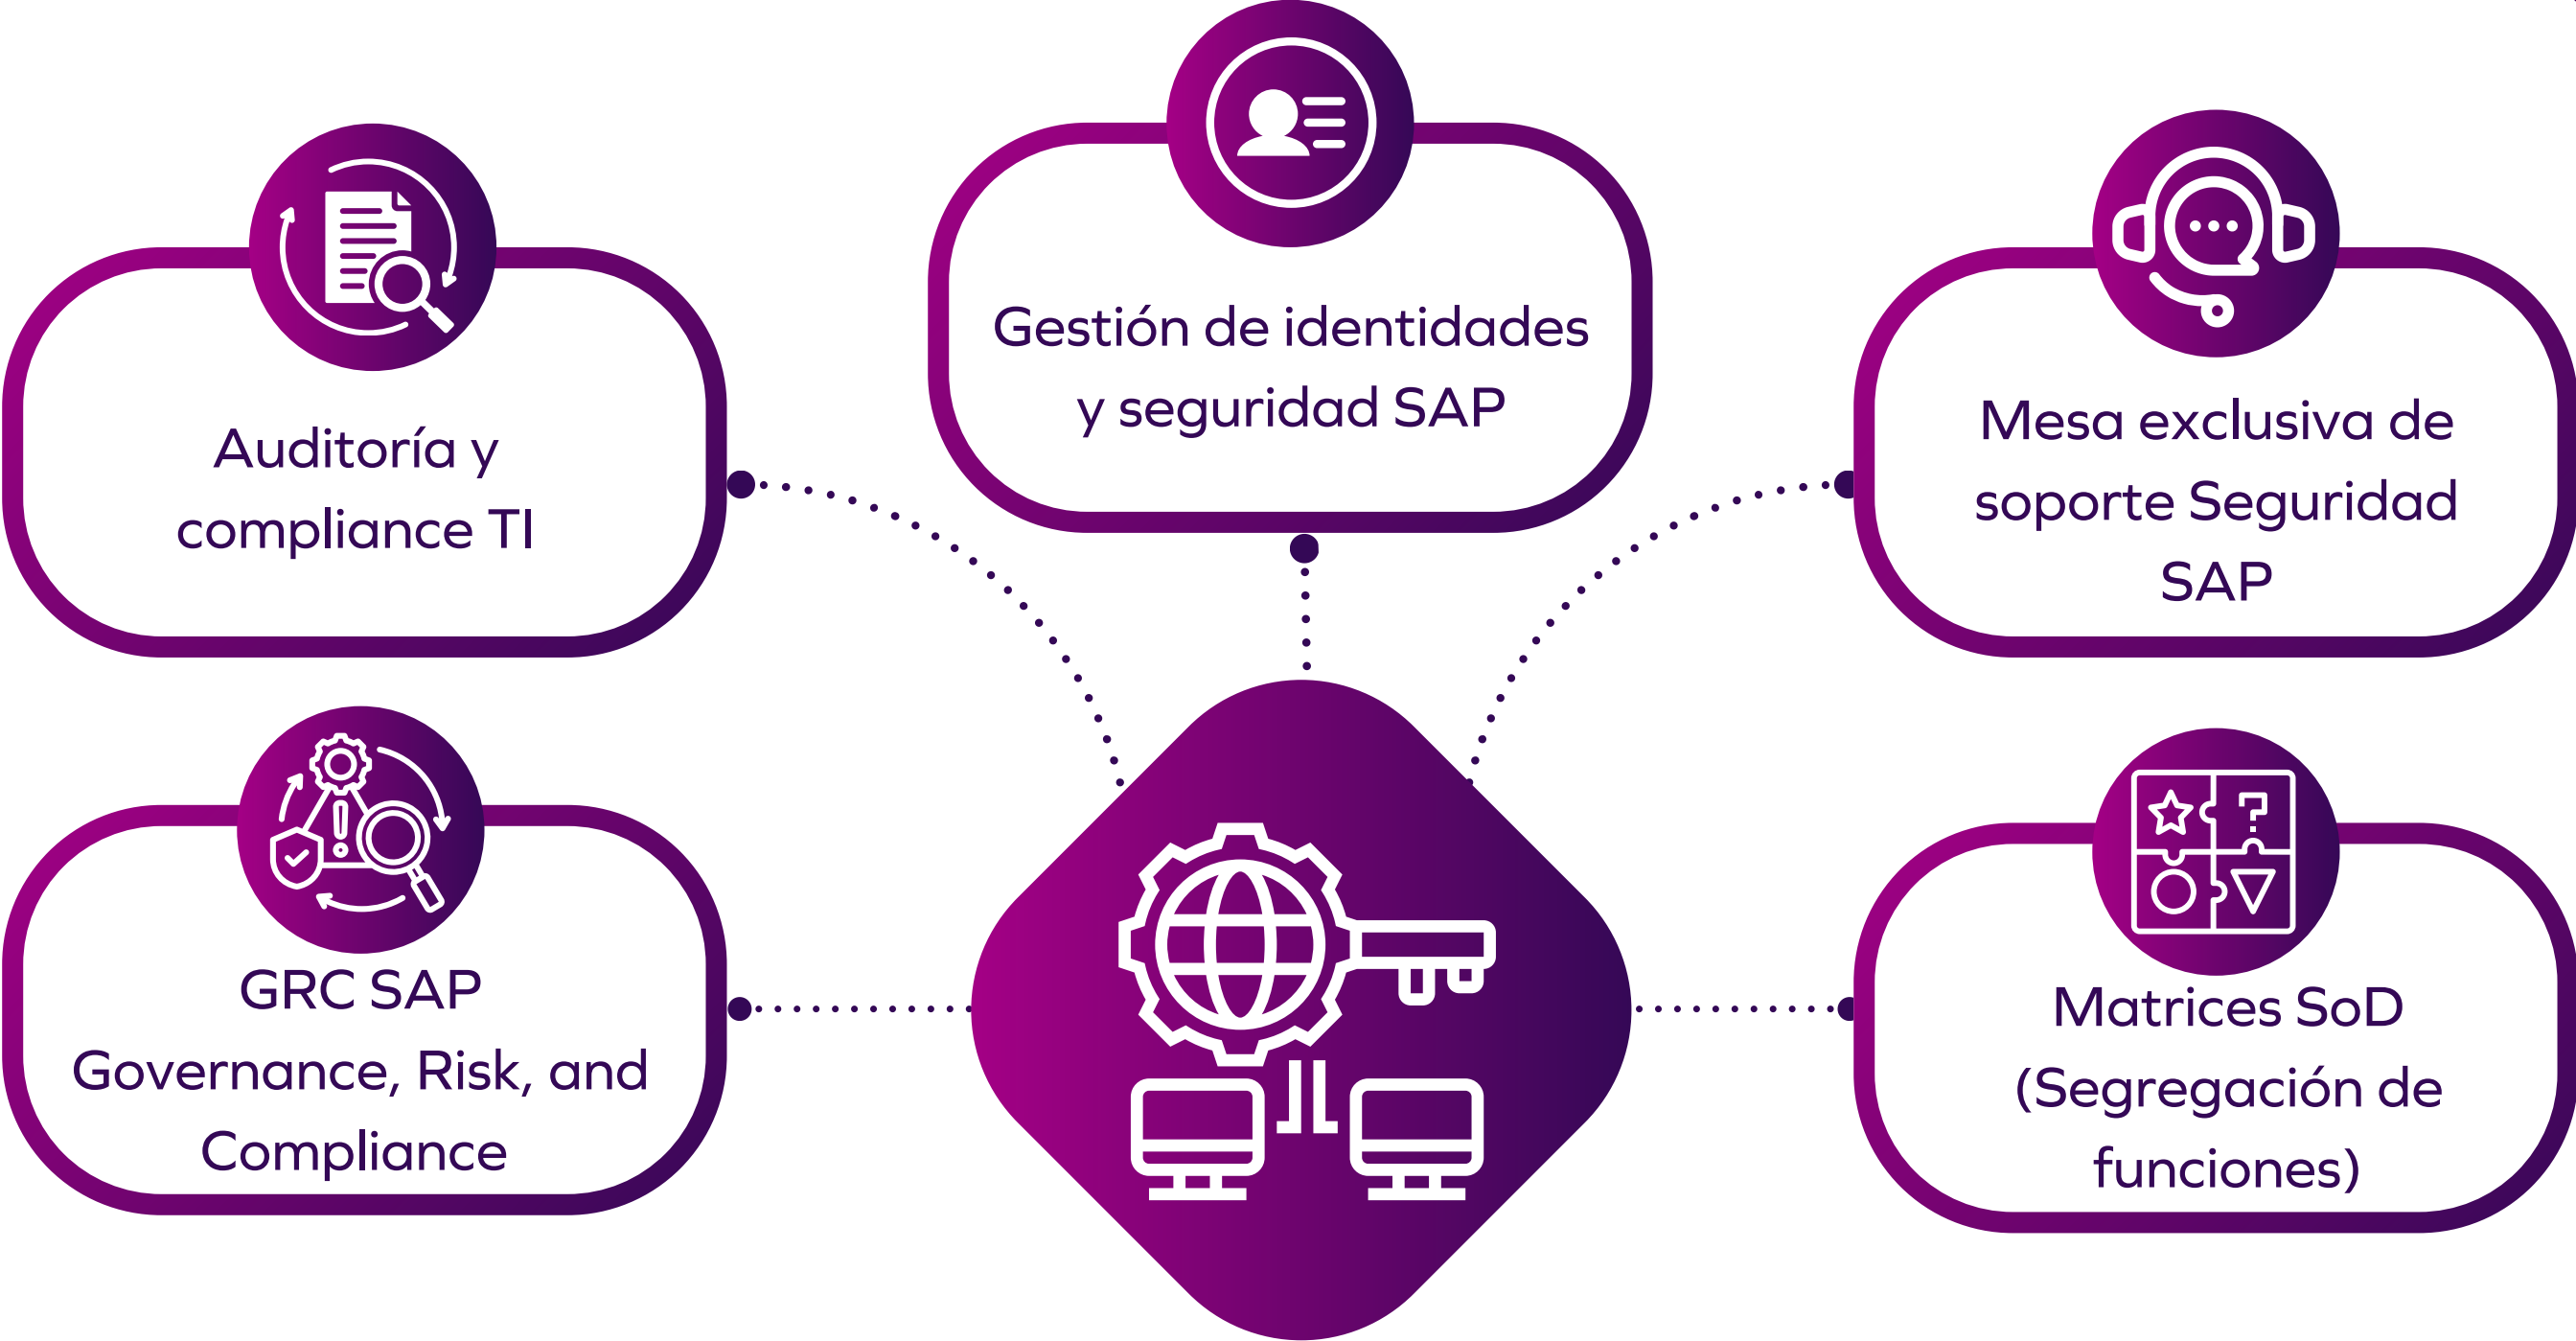 Auditoría y
compliance TI
Gestión de identidades
y seguridad SAP
Mesa exclusiva de
soporte Seguridad
SAP
GRC SAP
Governance, Risk, and
Compliance
Matrices SoD
(Segregación de
funciones)